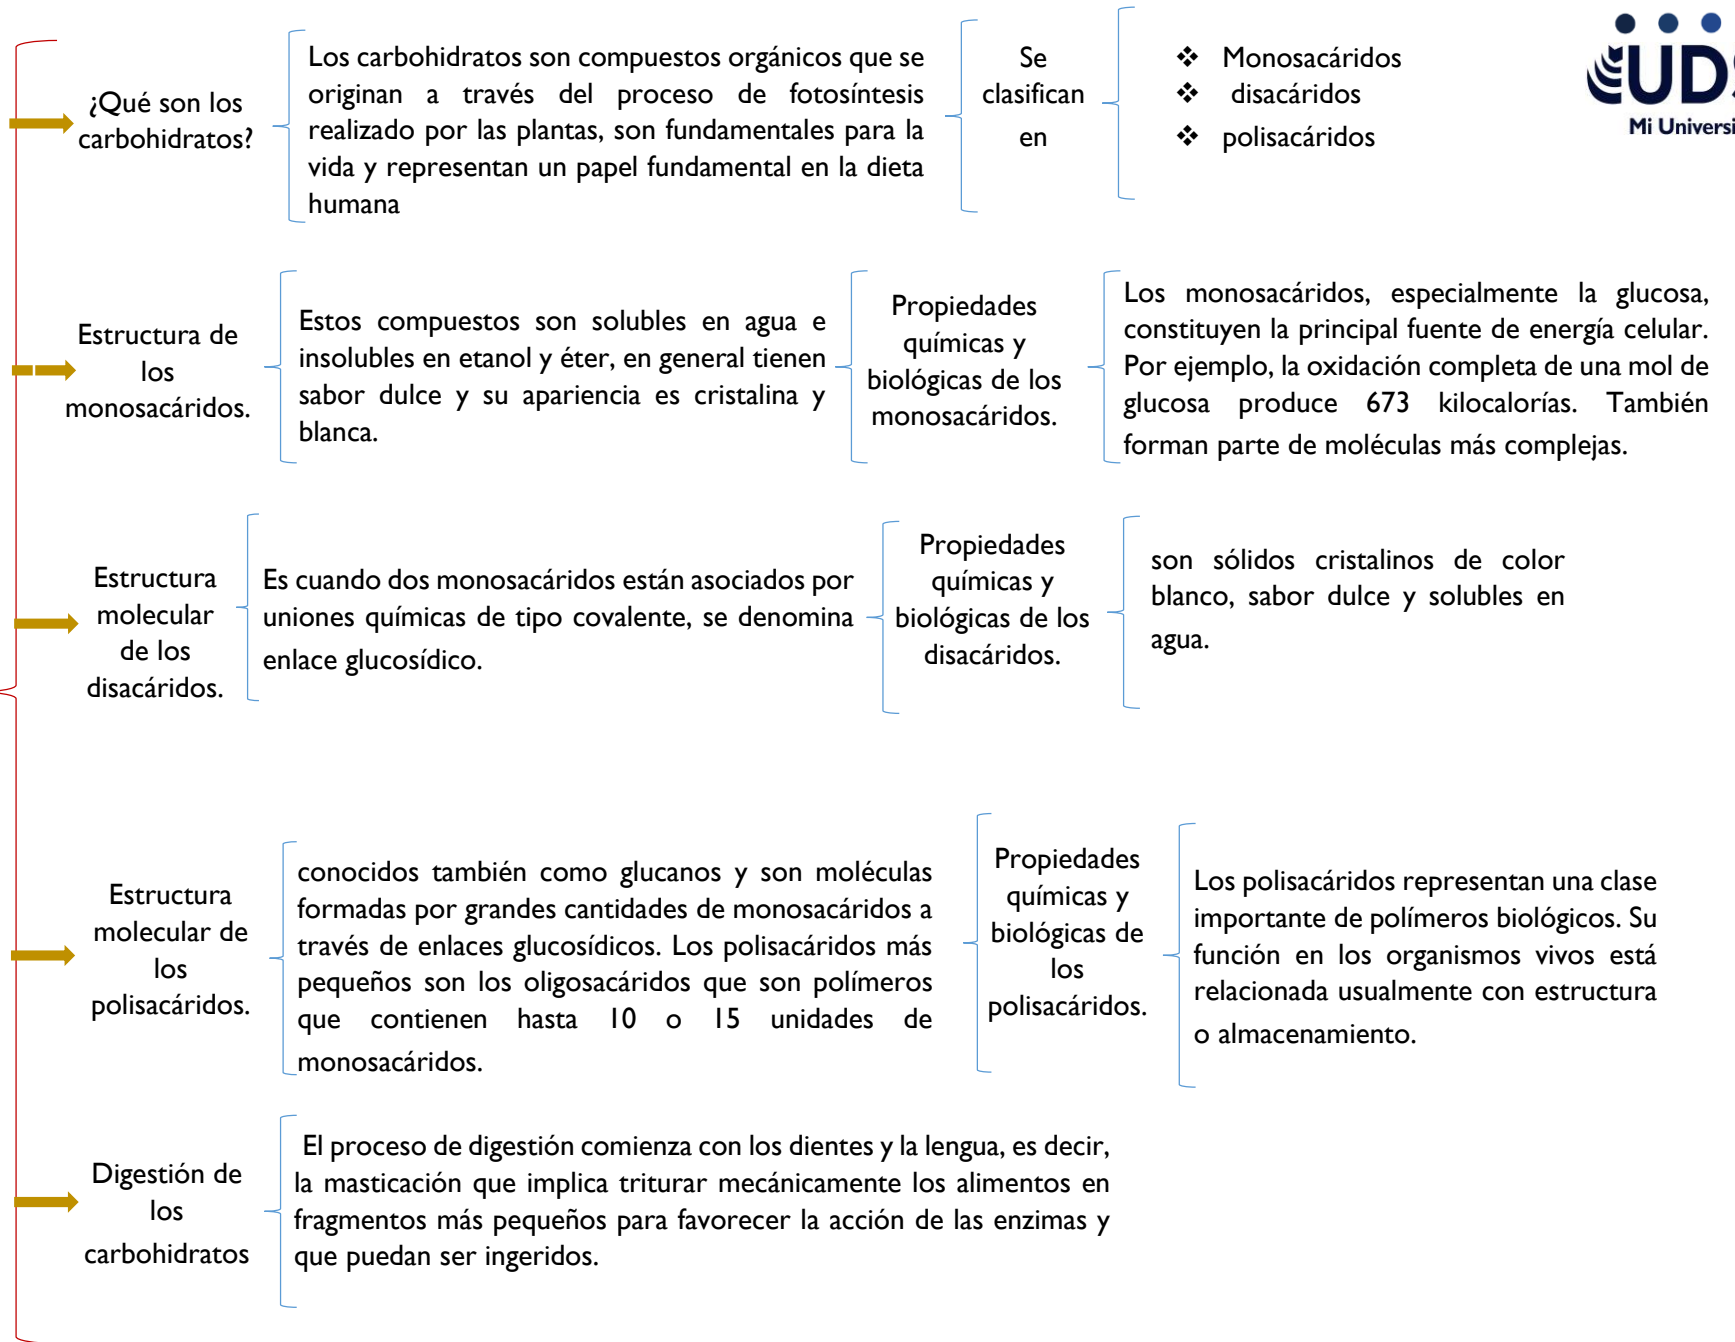 ¿Qué son los
carbohidratos?
Los carbohidratos son compuestos orgánicos que se
originan a través del proceso de fotosíntesis
realizado por las plantas, son fundamentales para la
vida y representan un papel fundamental en la dieta
humana
Se
clasifican
en
❖ Monosacáridos
❖ disacáridos
❖ polisacáridos
UDS
Mi Universi
Estructura de
los
monosacáridos.
Estos compuestos son solubles en agua e
insolubles en etanol y éter, en general tienen
sabor dulce y su apariencia es cristalina y
blanca.
Propiedades
químicas y
biológicas de los
monosacáridos.
Los monosacáridos, especialmente la glucosa,
constituyen la principal fuente de energía celular.
Por ejemplo, la oxidación completa de una mol de
glucosa produce 673 kilocalorías. También
forman parte de moléculas más complejas.
Estructura
molecular
de los
disacáridos.
Es cuando dos monosacáridos están asociados por
uniones químicas de tipo covalente, se denomina
enlace glucosídico.
Propiedades
químicas y
biológicas de los
disacáridos.
son sólidos cristalinos de color
blanco, sabor dulce y solubles en
agua.
Estructura
molecular de
los
polisacáridos.
conocidos también como glucanos y son moléculas
formadas por grandes cantidades de monosacáridos a
través de enlaces glucosídicos. Los polisacáridos más
pequeños son los oligosacáridos que son polímeros
que contienen hasta 10 o 15 unidades de
monosacáridos.
Propiedades
químicas y
biológicas de
los
polisacáridos.
Los polisacáridos representan una clase
importante de polímeros biológicos. Su
función en los organismos vivos está
relacionada usualmente con estructura
o almacenamiento.
Digestión de
los
carbohidratos
El proceso de digestión comienza con los dientes y la lengua, es decir,
la masticación que implica triturar mecánicamente los alimentos en
fragmentos más pequeños para favorecer la acción de las enzimas y
que puedan ser ingeridos.